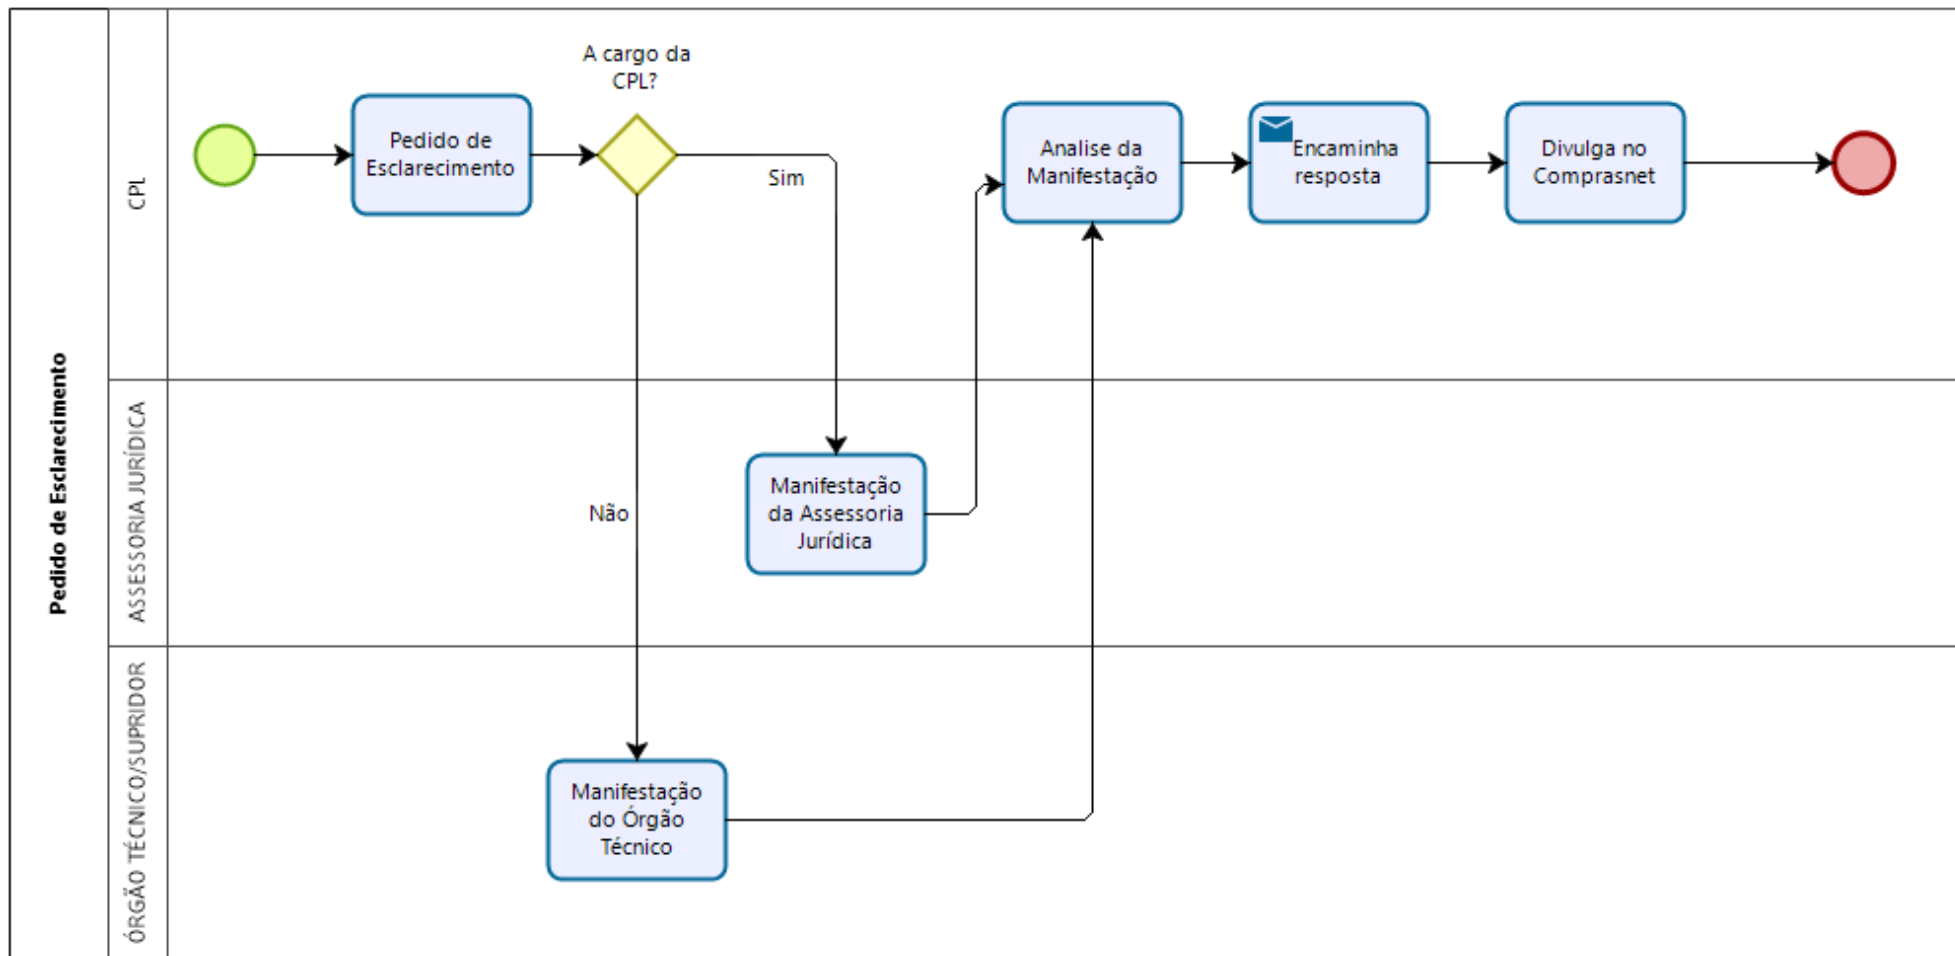 Pedido de Esclarecimento
CPL
Pedido de
Esclarecimento
A cargo da
CPL?
Sim
Não
Analise da
Manifestação
Encaminha
resposta
Divulga no
Comprasnet
ASSESSORIA JURÍDICA
Manifestação
da Assessoria
Jurídica
ÓRGÃO TÉCNICO/SUPRIDOR
Manifestação
do Órgão
Técnico